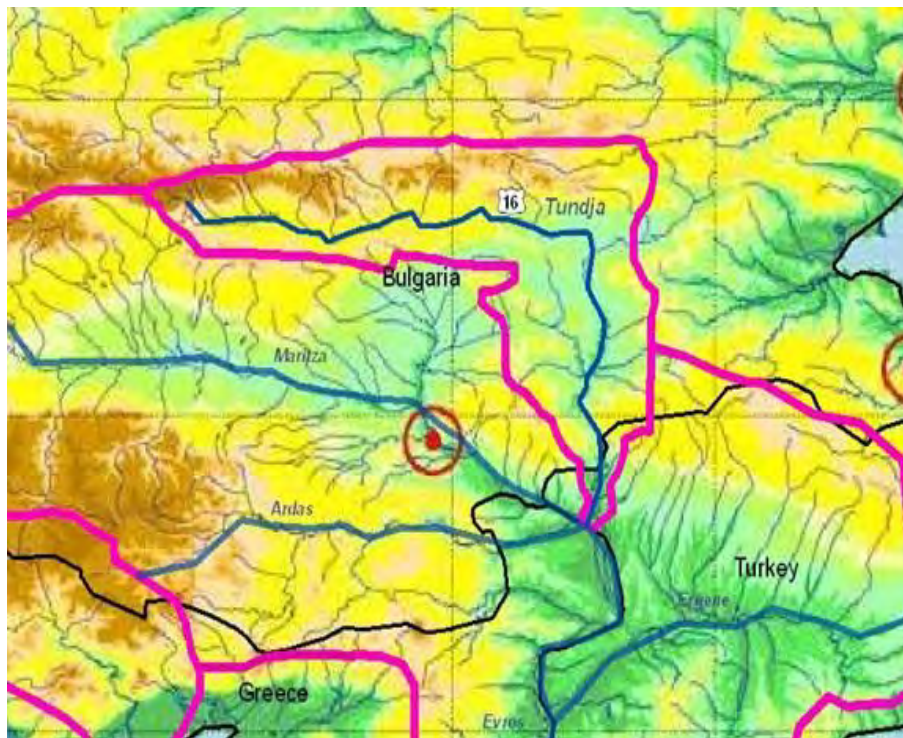 16
Tundja
Bulgaria
Maritza
Ardas
Turkey
Ergene
Greece
Evros